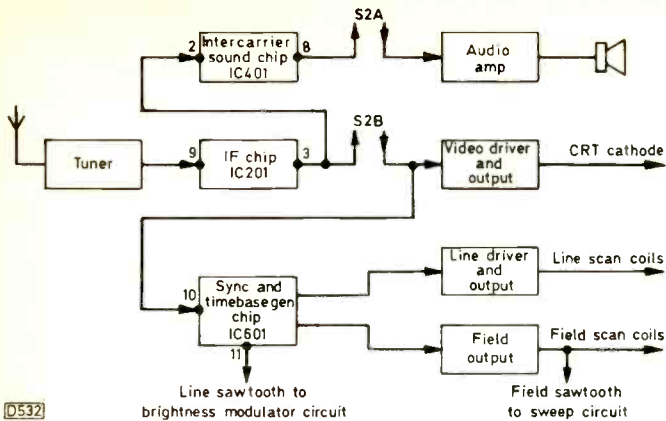 S2A
2
Intercarrier
sound chip
IC401
8
Audio
amp
S2B
Tuner
9
IF chip
IC201
3
Video driver
and
output
CRT cathode
10
Sync and
timebasegen
chip
IC601
11
Line driver
and
output
Line scan coils
Field
output
Field scan coils
Line sawtooth to
brightness modulator circuit
Field sawtooth
to sweep circuit
D532